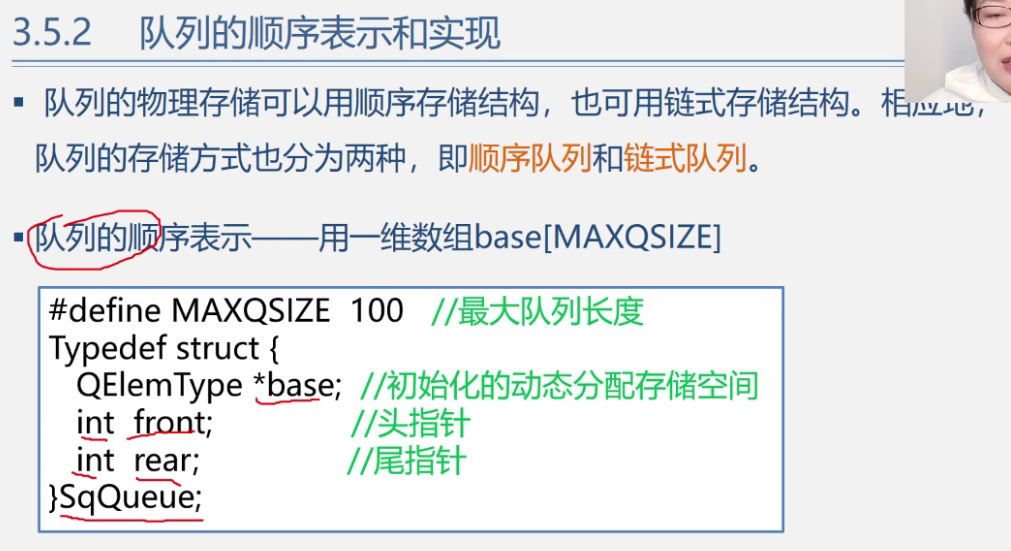 3.5.2 队列的顺序表示和实现
▪ 队列的物理存储可以用顺序存储结构，也可用链式存储结构。相应地，
队列的存储方式也分为两种，即顺序队列和链式队列。
▪ 队列的顺序表示——用一维数组base[MAXQSIZE]
#define MAXQSIZE 100 //最大队列长度
Typedef struct {
QElemType *base; //初始化的动态分配存储空间
int front; //头指针
int rear; //尾指针
}SqQueue;